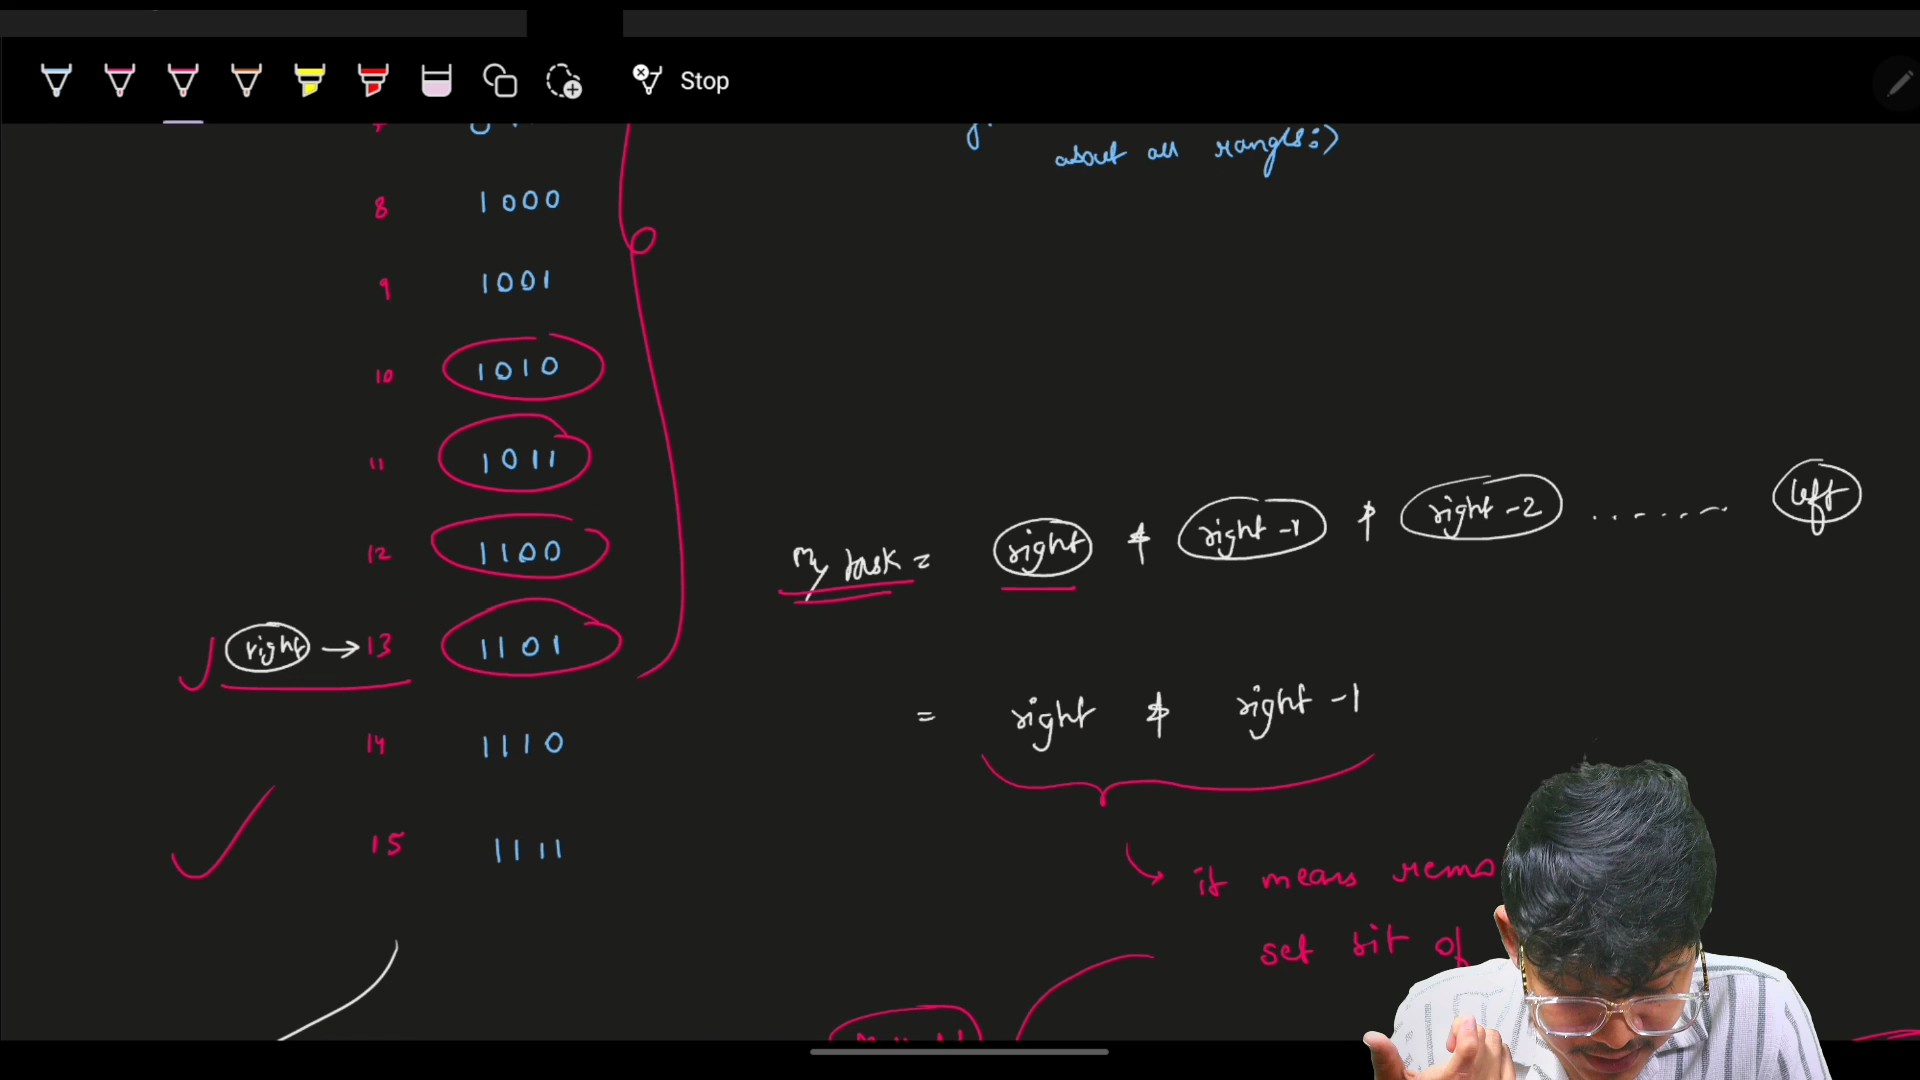 Stop
about all ranges:)
8 1000
9 1001
10 1010
11 1011
12 1100
My task = right & right -1 & right -2 ....... left
right → 13 1101
= right & right -1
14 1110
15 1111
it means remo
set bit of